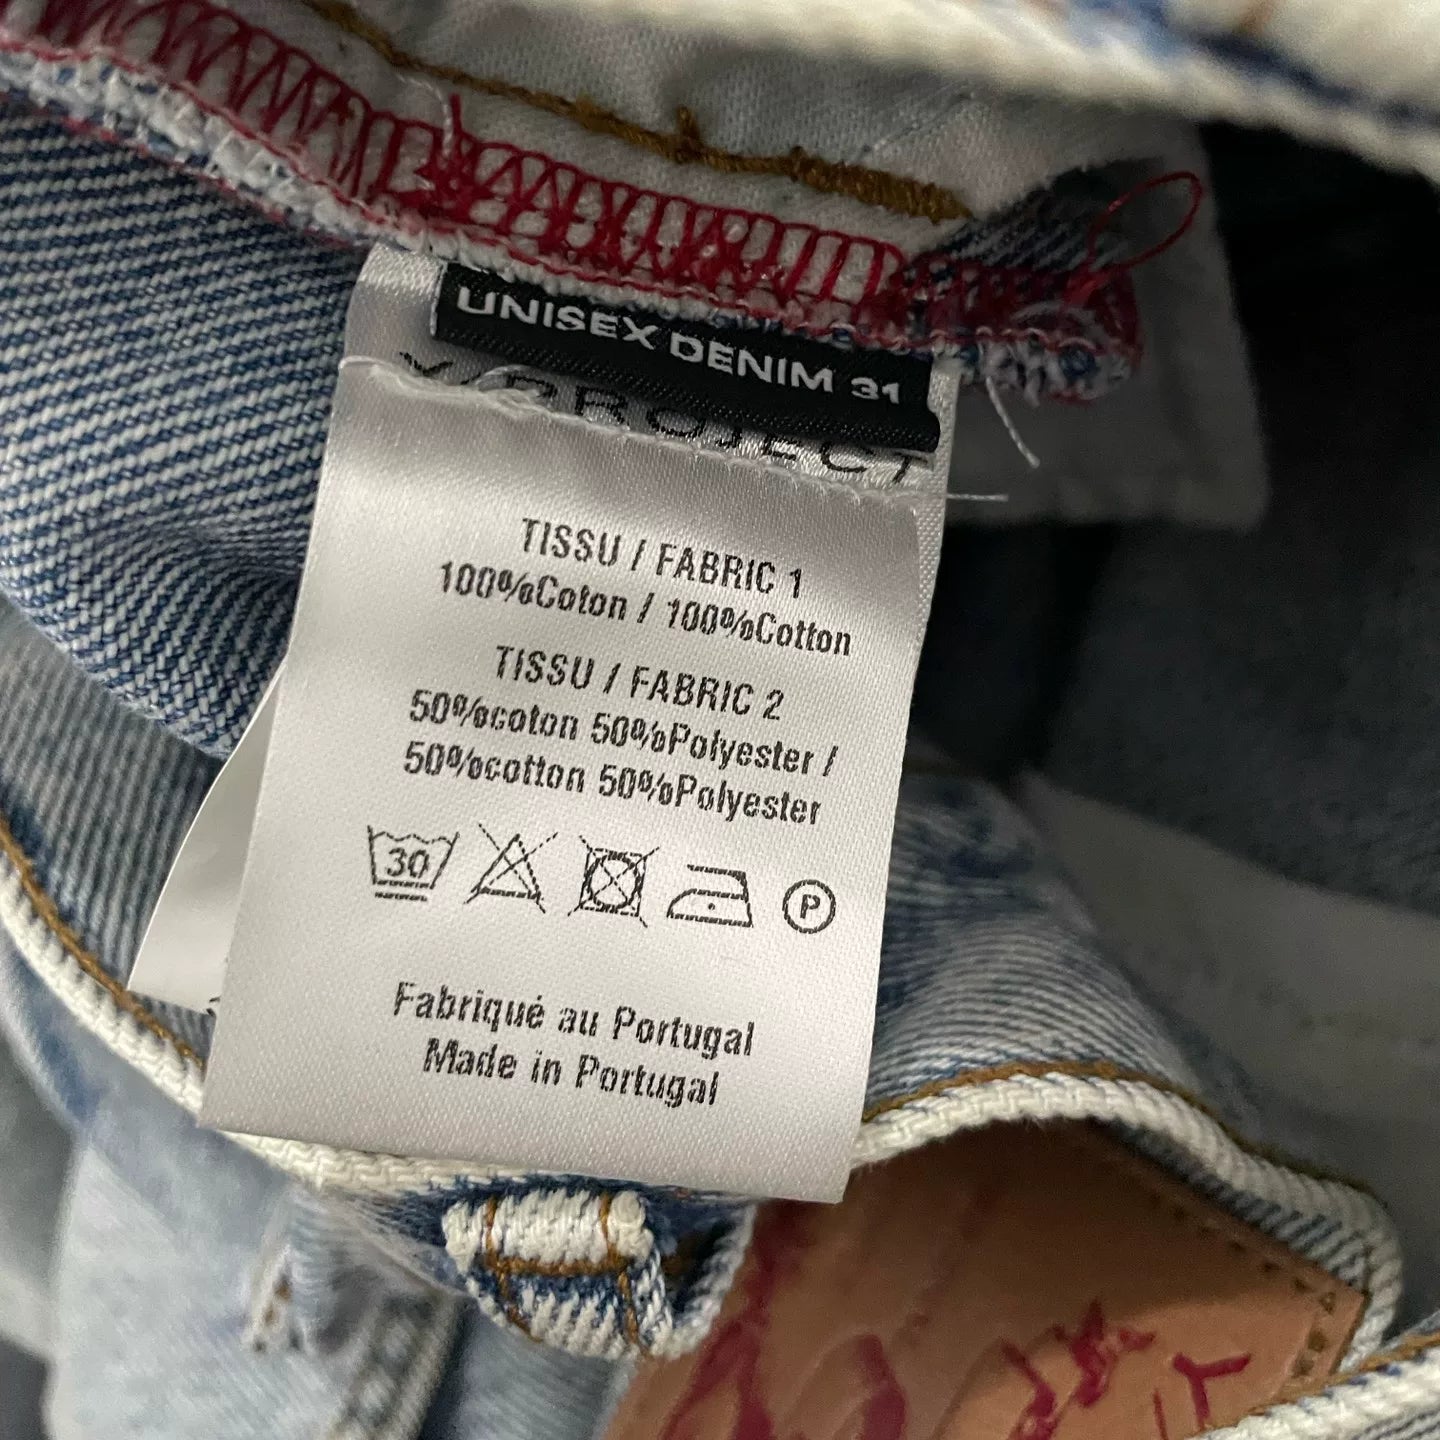 UNISEX DENIM 31
Y/PROJECT
TISSU / FABRIC 1
100%Coton / 100%Cotton
TISSU / FABRIC 2
50%coton 50%Polyester /
50%cotton 50%Polyester
30
P
Fabriqué au Portugal
Made in Portugal